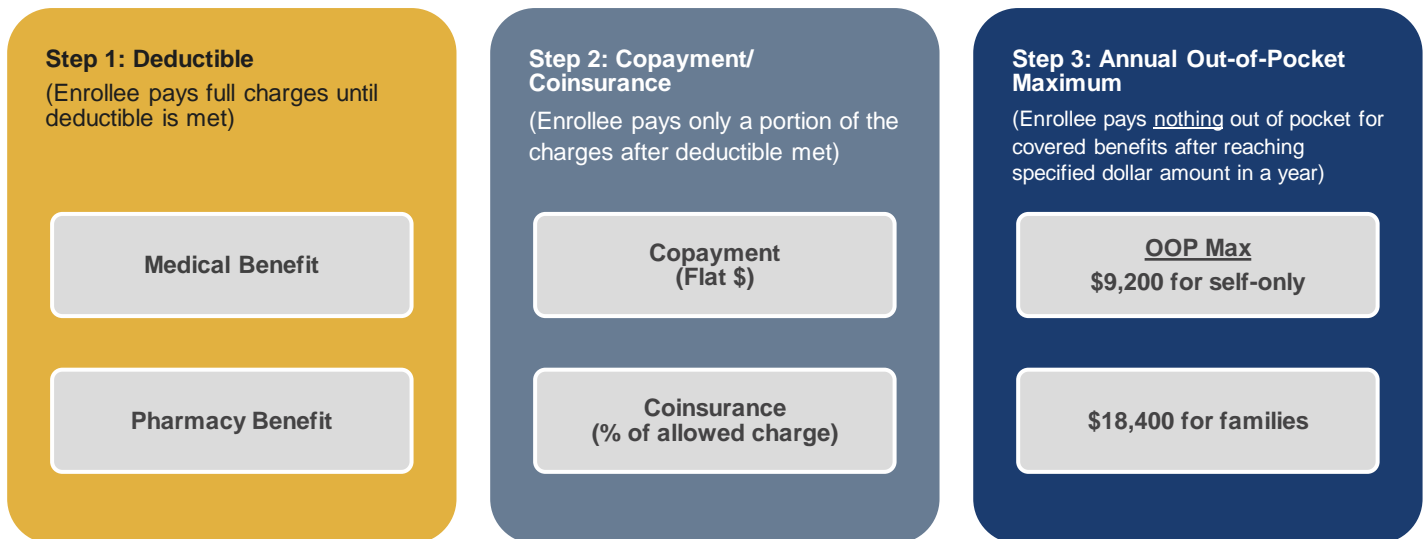 Step 1: Deductible
(Enrollee pays full charges until
deductible is met)
Medical Benefit
Pharmacy Benefit
Step 2: Copayment/
Coinsurance
(Enrollee pays only a portion of the
charges after deductible met)
Copayment
(Flat $)
Coinsurance
(% of allowed charge)
Step 3: Annual Out-of-Pocket
Maximum
(Enrollee pays nothing out of pocket for
covered benefits after reaching
specified dollar amount in a year)
OOP Max
$9,200 for self-only
$18,400 for families